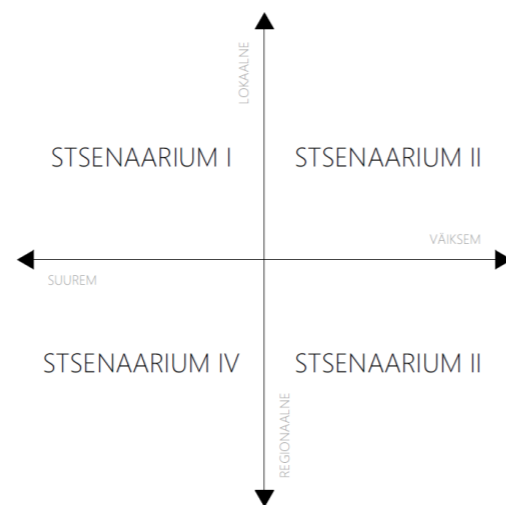 LOKAALNE
STSENAARIUM I
STSENAARIUM II
VÄIKSEM
SUUREM
STSENAARIUM IV
STSENAARIUM II
REGIONAALNE